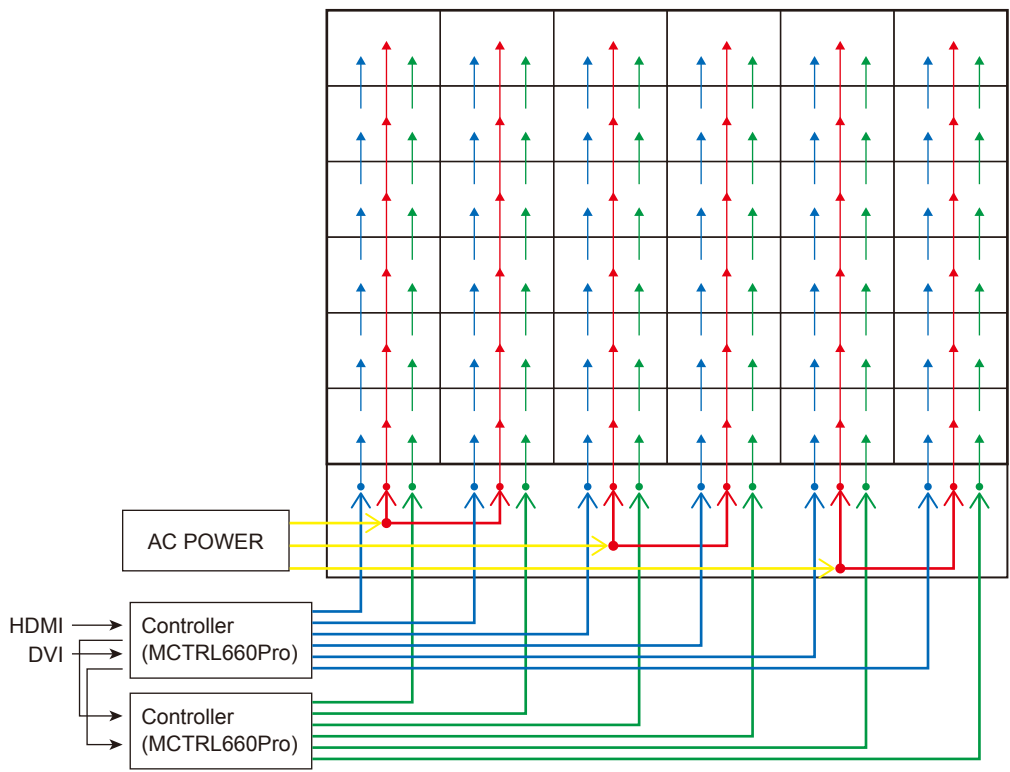 AC POWER
HDMI
DVI
Controller
(MCTRL660Pro)
Controller
(MCTRL660Pro)